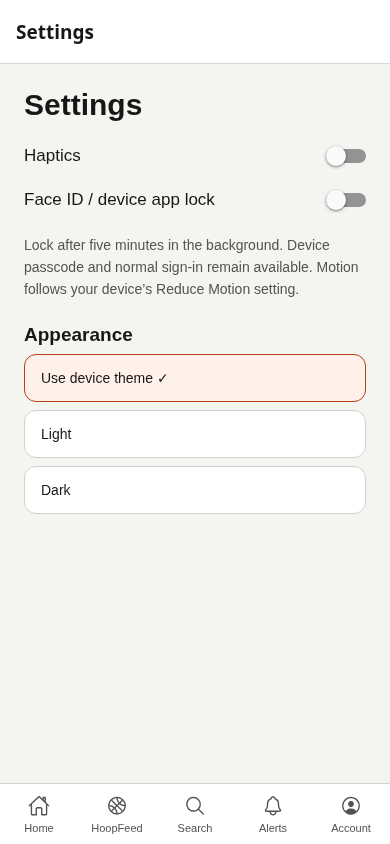 Settings
Settings
Haptics
Face ID / device app lock
Lock after five minutes in the background. Device
passcode and normal sign-in remain available. Motion
follows your device’s Reduce Motion setting.
Appearance
Use device theme ✓
Light
Dark
Home
HoopFeed
Search
Alerts
Account